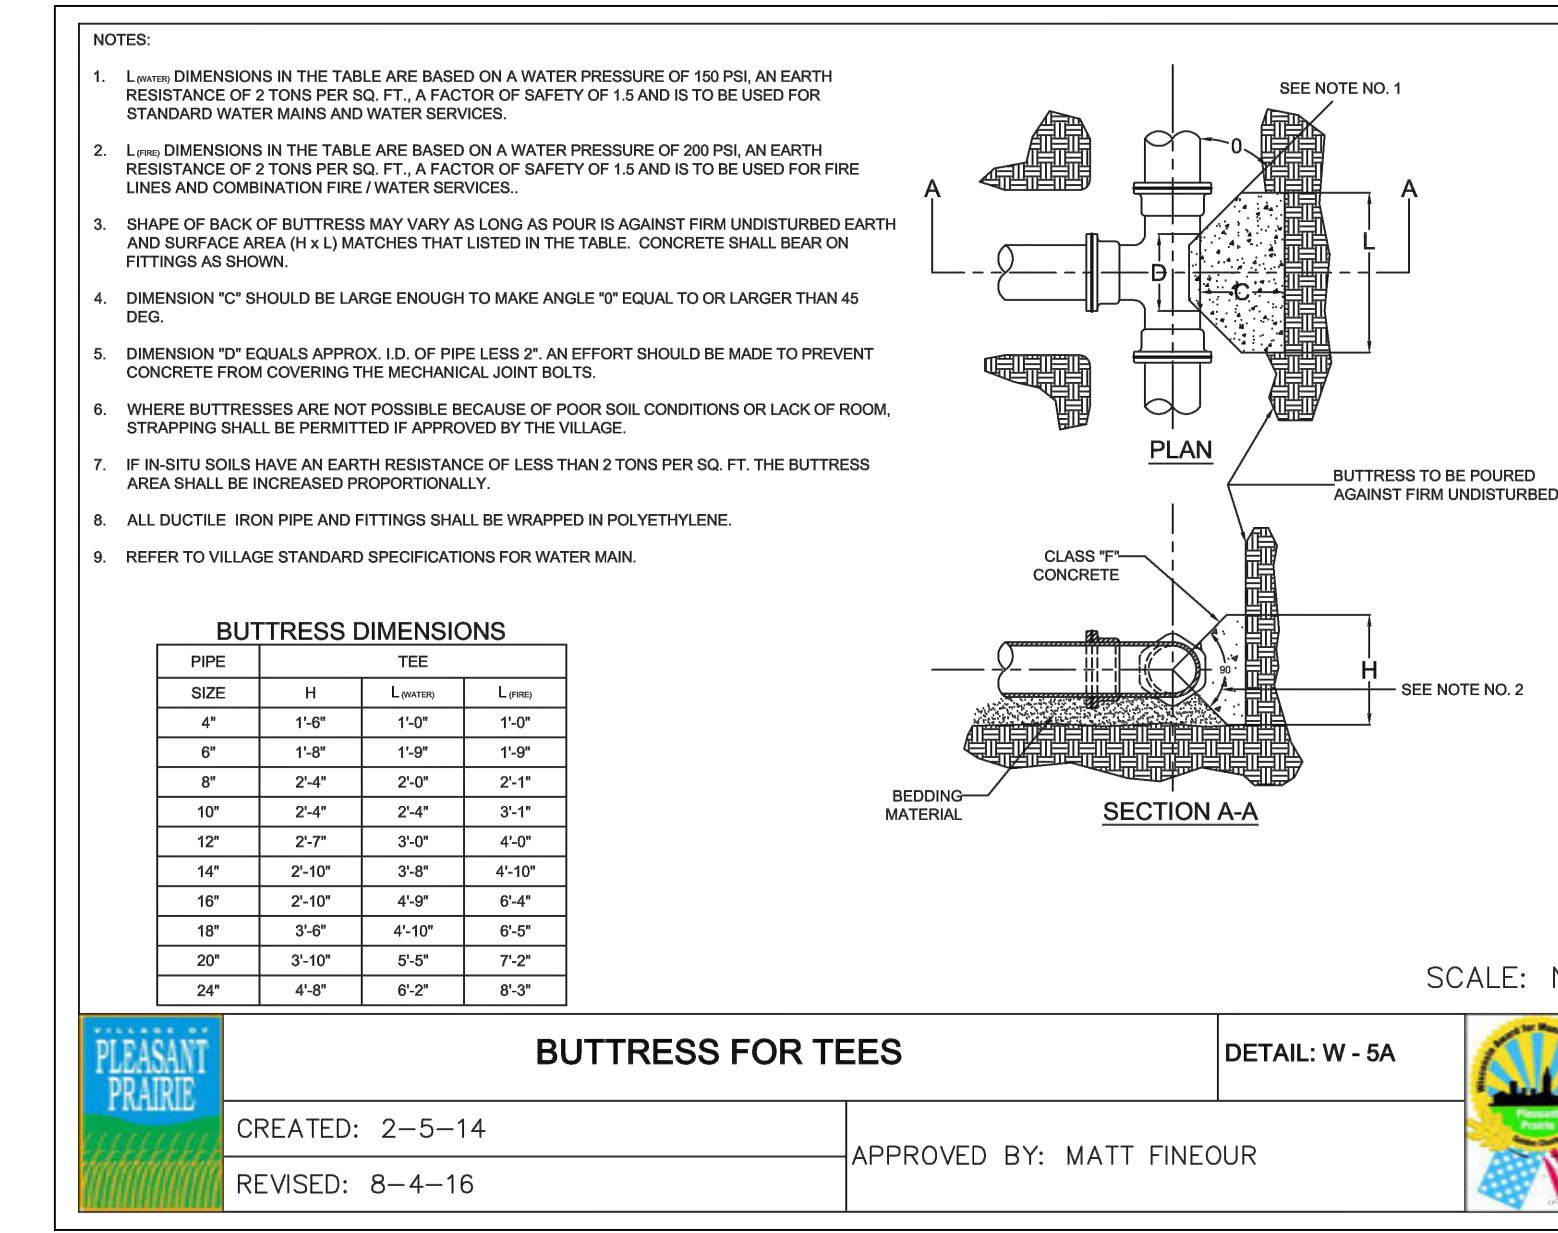 NOTES:
1. L (WATER) DIMENSIONS IN THE TABLE ARE BASED ON A WATER PRESSURE OF 150 PSI, AN EARTH
RESISTANCE OF 2 TONS PER SQ. FT., A FACTOR OF SAFETY OF 1.5 AND IS TO BE USED FOR
STANDARD WATER MAINS AND WATER SERVICES.
2. L (FIRE) DIMENSIONS IN THE TABLE ARE BASED ON A WATER PRESSURE OF 200 PSI, AN EARTH
RESISTANCE OF 2 TONS PER SQ. FT., A FACTOR OF SAFETY OF 1.5 AND IS TO BE USED FOR FIRE
LINES AND COMBINATION FIRE / WATER SERVICES..
3. SHAPE OF BACK OF BUTTRESS MAY VARY AS LONG AS POUR IS AGAINST FIRM UNDISTURBED EARTH
AND SURFACE AREA (H x L) MATCHES THAT LISTED IN THE TABLE. CONCRETE SHALL BEAR ON
FITTINGS AS SHOWN.
4. DIMENSION "C" SHOULD BE LARGE ENOUGH TO MAKE ANGLE "0" EQUAL TO OR LARGER THAN 45
DEG.
5. DIMENSION "D" EQUALS APPROX. I.D. OF PIPE LESS 2". AN EFFORT SHOULD BE MADE TO PREVENT
CONCRETE FROM COVERING THE MECHANICAL JOINT BOLTS.
6. WHERE BUTTRESSES ARE NOT POSSIBLE BECAUSE OF POOR SOIL CONDITIONS OR LACK OF ROOM,
STRAPPING SHALL BE PERMITTED IF APPROVED BY THE VILLAGE.
7. IF IN-SITU SOILS HAVE AN EARTH RESISTANCE OF LESS THAN 2 TONS PER SQ. FT. THE BUTTRESS
AREA SHALL BE INCREASED PROPORTIONALLY.
8. ALL DUCTILE IRON PIPE AND FITTINGS SHALL BE WRAPPED IN POLYETHYLENE.
9. REFER TO VILLAGE STANDARD SPECIFICATIONS FOR WATER MAIN.
SEE NOTE NO. 1
0
A A
L
D
C
PLAN
BUTTRESS TO BE POURED
AGAINST FIRM UNDISTURBED
CLASS "F"
CONCRETE
90
H
SEE NOTE NO. 2
BEDDING
MATERIAL
SECTION A-A
BUTTRESS DIMENSIONS
PIPE TEE
SIZE H L (WATER) L (FIRE)
4" 1'-6" 1'-0" 1'-0"
6" 1'-8" 1'-9" 1'-9"
8" 2'-4" 2'-0" 2'-1"
10" 2'-4" 2'-4" 3'-1"
12" 2'-7" 3'-0" 4'-0"
14" 2'-10" 3'-8" 4'-10"
16" 2'-10" 4'-9" 6'-4"
18" 3'-6" 4'-10" 6'-5"
20" 3'-10" 5'-5" 7'-2"
24" 4'-8" 6'-2" 8'-3"
SCALE: N
VILLAGE OF
PLEASANT
PRAIRIE
BUTTRESS FOR TEES
DETAIL: W - 5A
CREATED: 2-5-14
REVISED: 8-4-16
APPROVED BY: MATT FINEOUR
Wisconsin Award for
Pleasant
Prairie